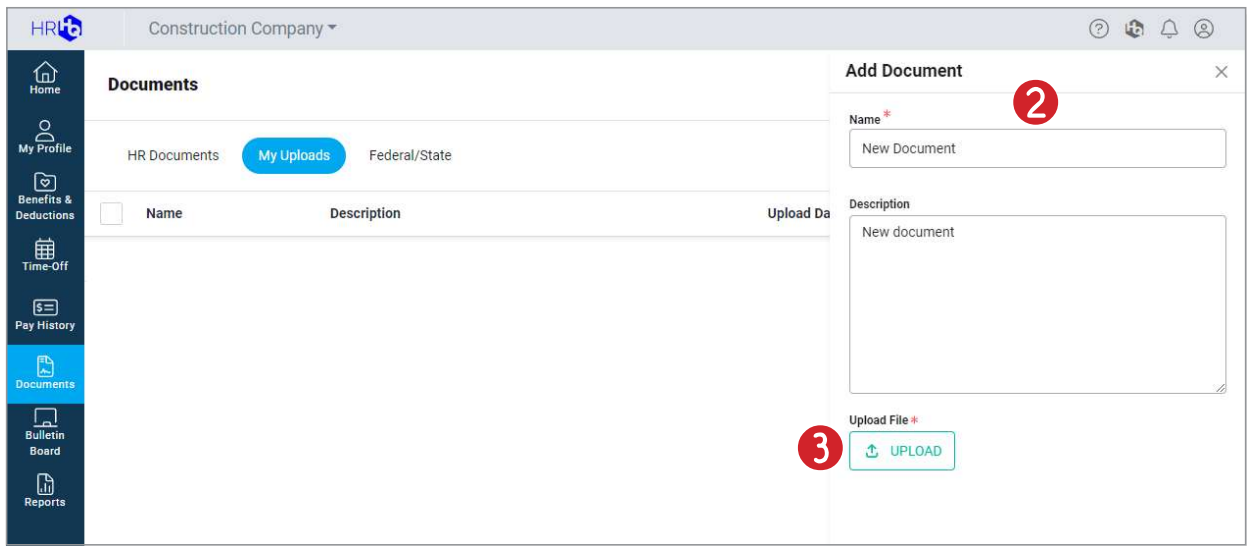 HR
Construction Company
Home
My Profile
Benefits &
Deductions
Time-Off
Pay History
Documents
Bulletin
Board
Reports
Documents
HR Documents My Uploads Federal/State
Name Description Upload Da
Add Document
2
Name *
New Document
Description
New document
Upload File *
3
UPLOAD